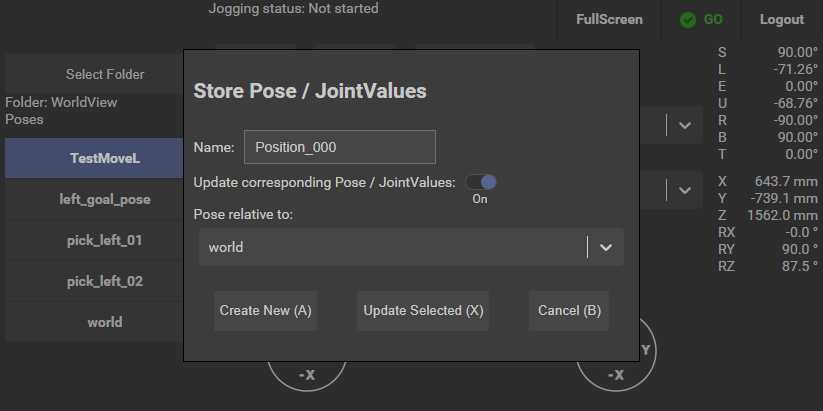 Jogging status: Not started
FullScreen
GO
Logout
Select Folder
Folder: WorldView
Poses
TestMoveL
left_goal_pose
pick_left_01
pick_left_02
world
Store Pose / JointValues
Name: Position_000
Update corresponding Pose / JointValues:
On
Pose relative to:
world
Create New (A)
Update Selected (X)
Cancel (B)
S 90.00°
L -71.26°
E 0.00°
U -68.76°
R -90.00°
B 90.00°
T 0.00°
X 643.7 mm
Y -739.1 mm
Z 1562.0 mm
RX -0.0 °
RY 90.0 °
RZ 87.5 °
-X
Y
-X